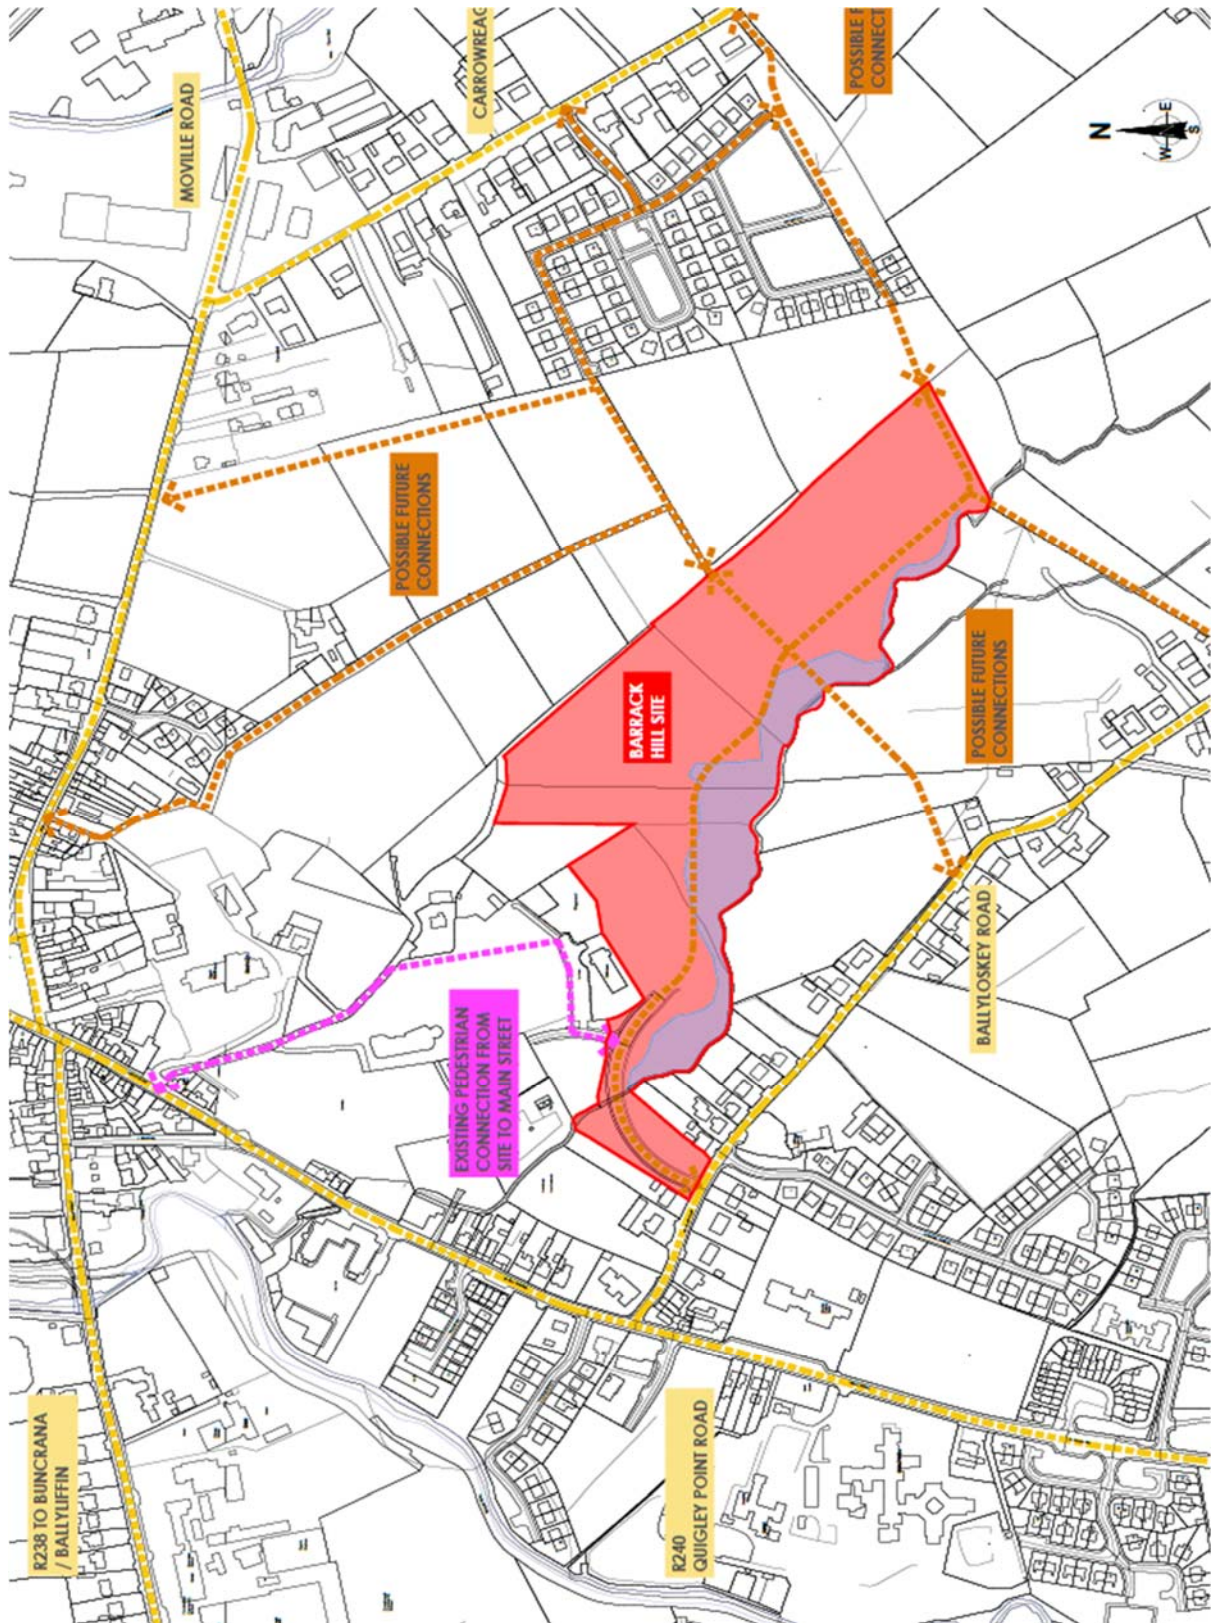 R238 TO BUNCRANA
/ BALLYLIFFIN
MOVILLE ROAD
CARROWREAG
POSSIBLE F
CONNECT
N
W
E
S
POSSIBLE FUTURE
CONNECTIONS
EXISTING PEDESTRIAN
CONNECTION FROM
SITE TO MAIN STREET
BARRACK
HILL SITE
R240
QUIGLEY POINT ROAD
BALLYLOSKEY ROAD
POSSIBLE FUTURE
CONNECTIONS